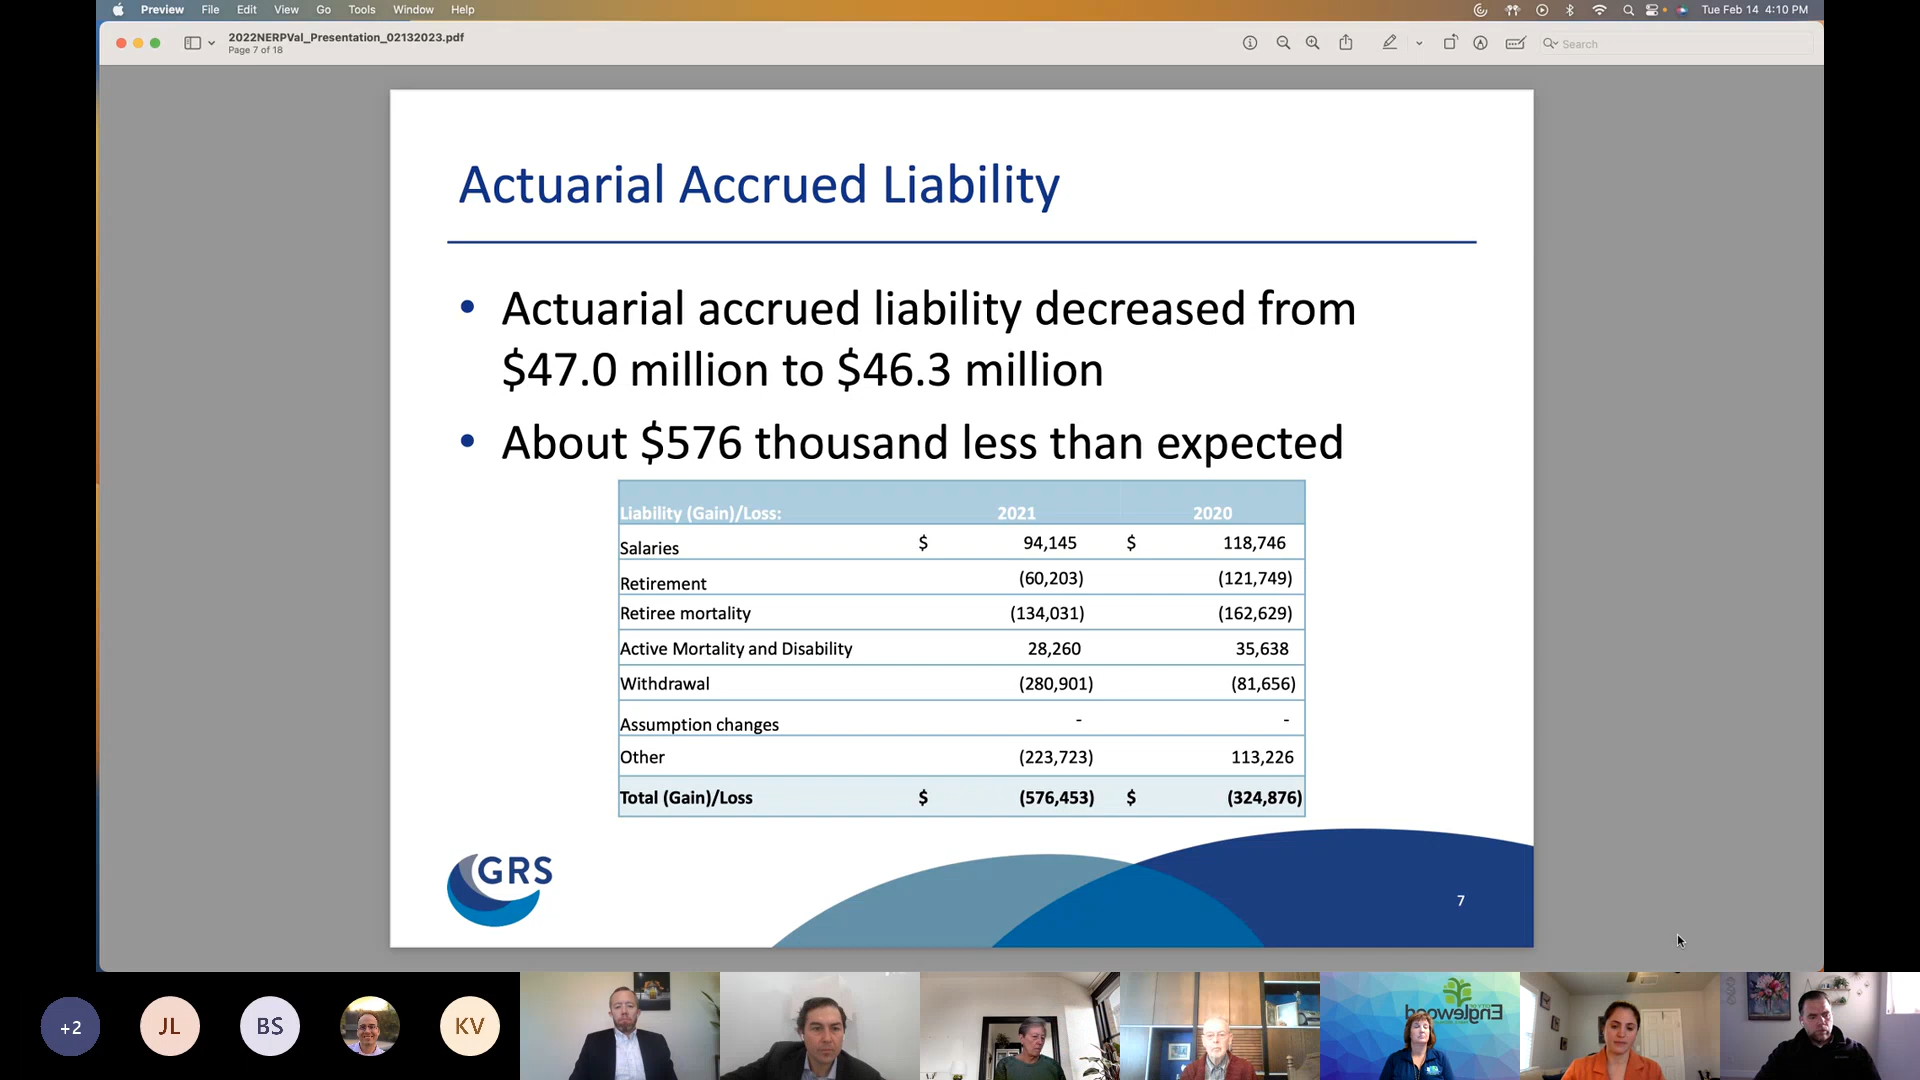 Preview File Edit View Go Tools Window Help
Tue Feb 14 4:10 PM
2022NERPVal_Presentation_02132023.pdf
Page 7 of 18
Search
Actuarial Accrued Liability
• Actuarial accrued liability decreased from
$47.0 million to $46.3 million
• About $576 thousand less than expected
Liability (Gain)/Loss: 2021 2020
Salaries $ 94,145 $ 118,746
Retirement (60,203) (121,749)
Retiree mortality (134,031) (162,629)
Active Mortality and Disability 28,260 35,638
Withdrawal (280,901) (81,656)
Assumption changes - -
Other (223,723) 113,226
Total (Gain)/Loss $ (576,453) $ (324,876)
GRS
7
+2 JL BS KV
Englewood